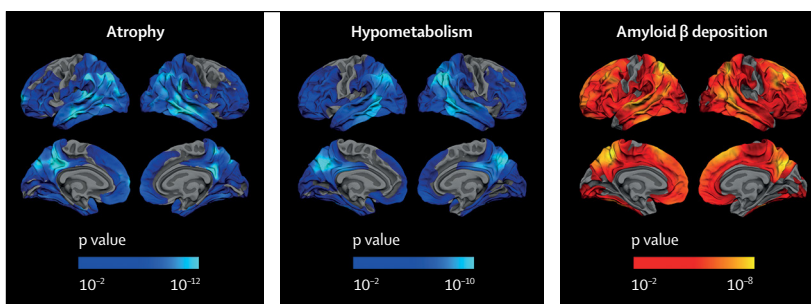 Atrophy
Hypometabolism
Amyloid β deposition
p value
10⁻²
10⁻¹²
p value
10⁻²
10⁻¹⁰
p value
10⁻²
10⁻⁸